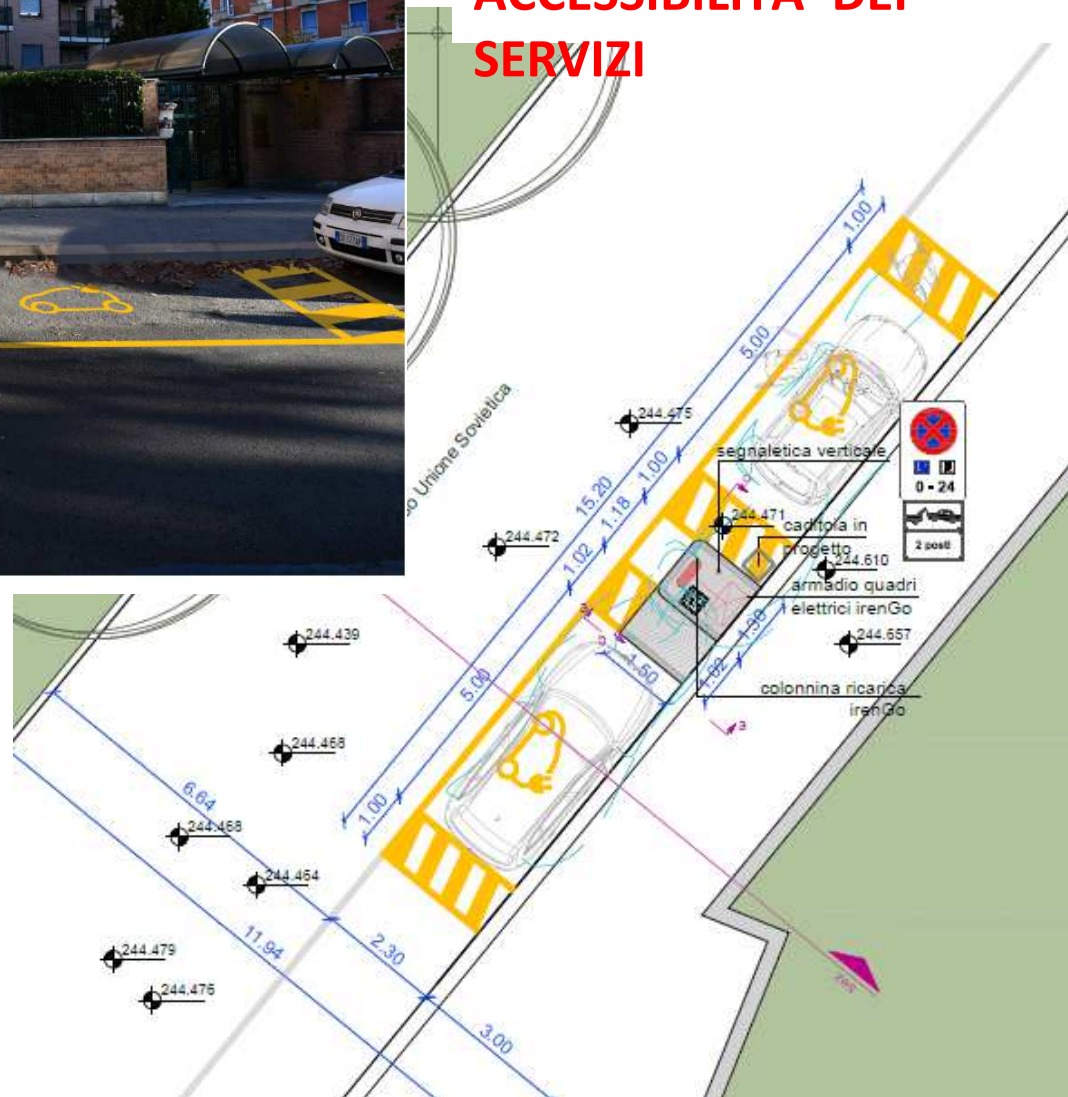 ACCESSIBILITA' DEI
SERVIZI
1.00
5.00
244.475
segnaletica verticale
1.00
0 - 24
15.20
1.18
244.471
caditoia in
progetto
2 posti
244.472
1.02
244.610
armadio quadri
elettrici irenGo
244.439
1.30
244.657
1.50
1.02
5.00
colonnina ricarica
irenGo
a
244.468
6.64
1.00
244.468
244.464
11.94
2.30
244.479
244.476
3.00
Unione Sovietica